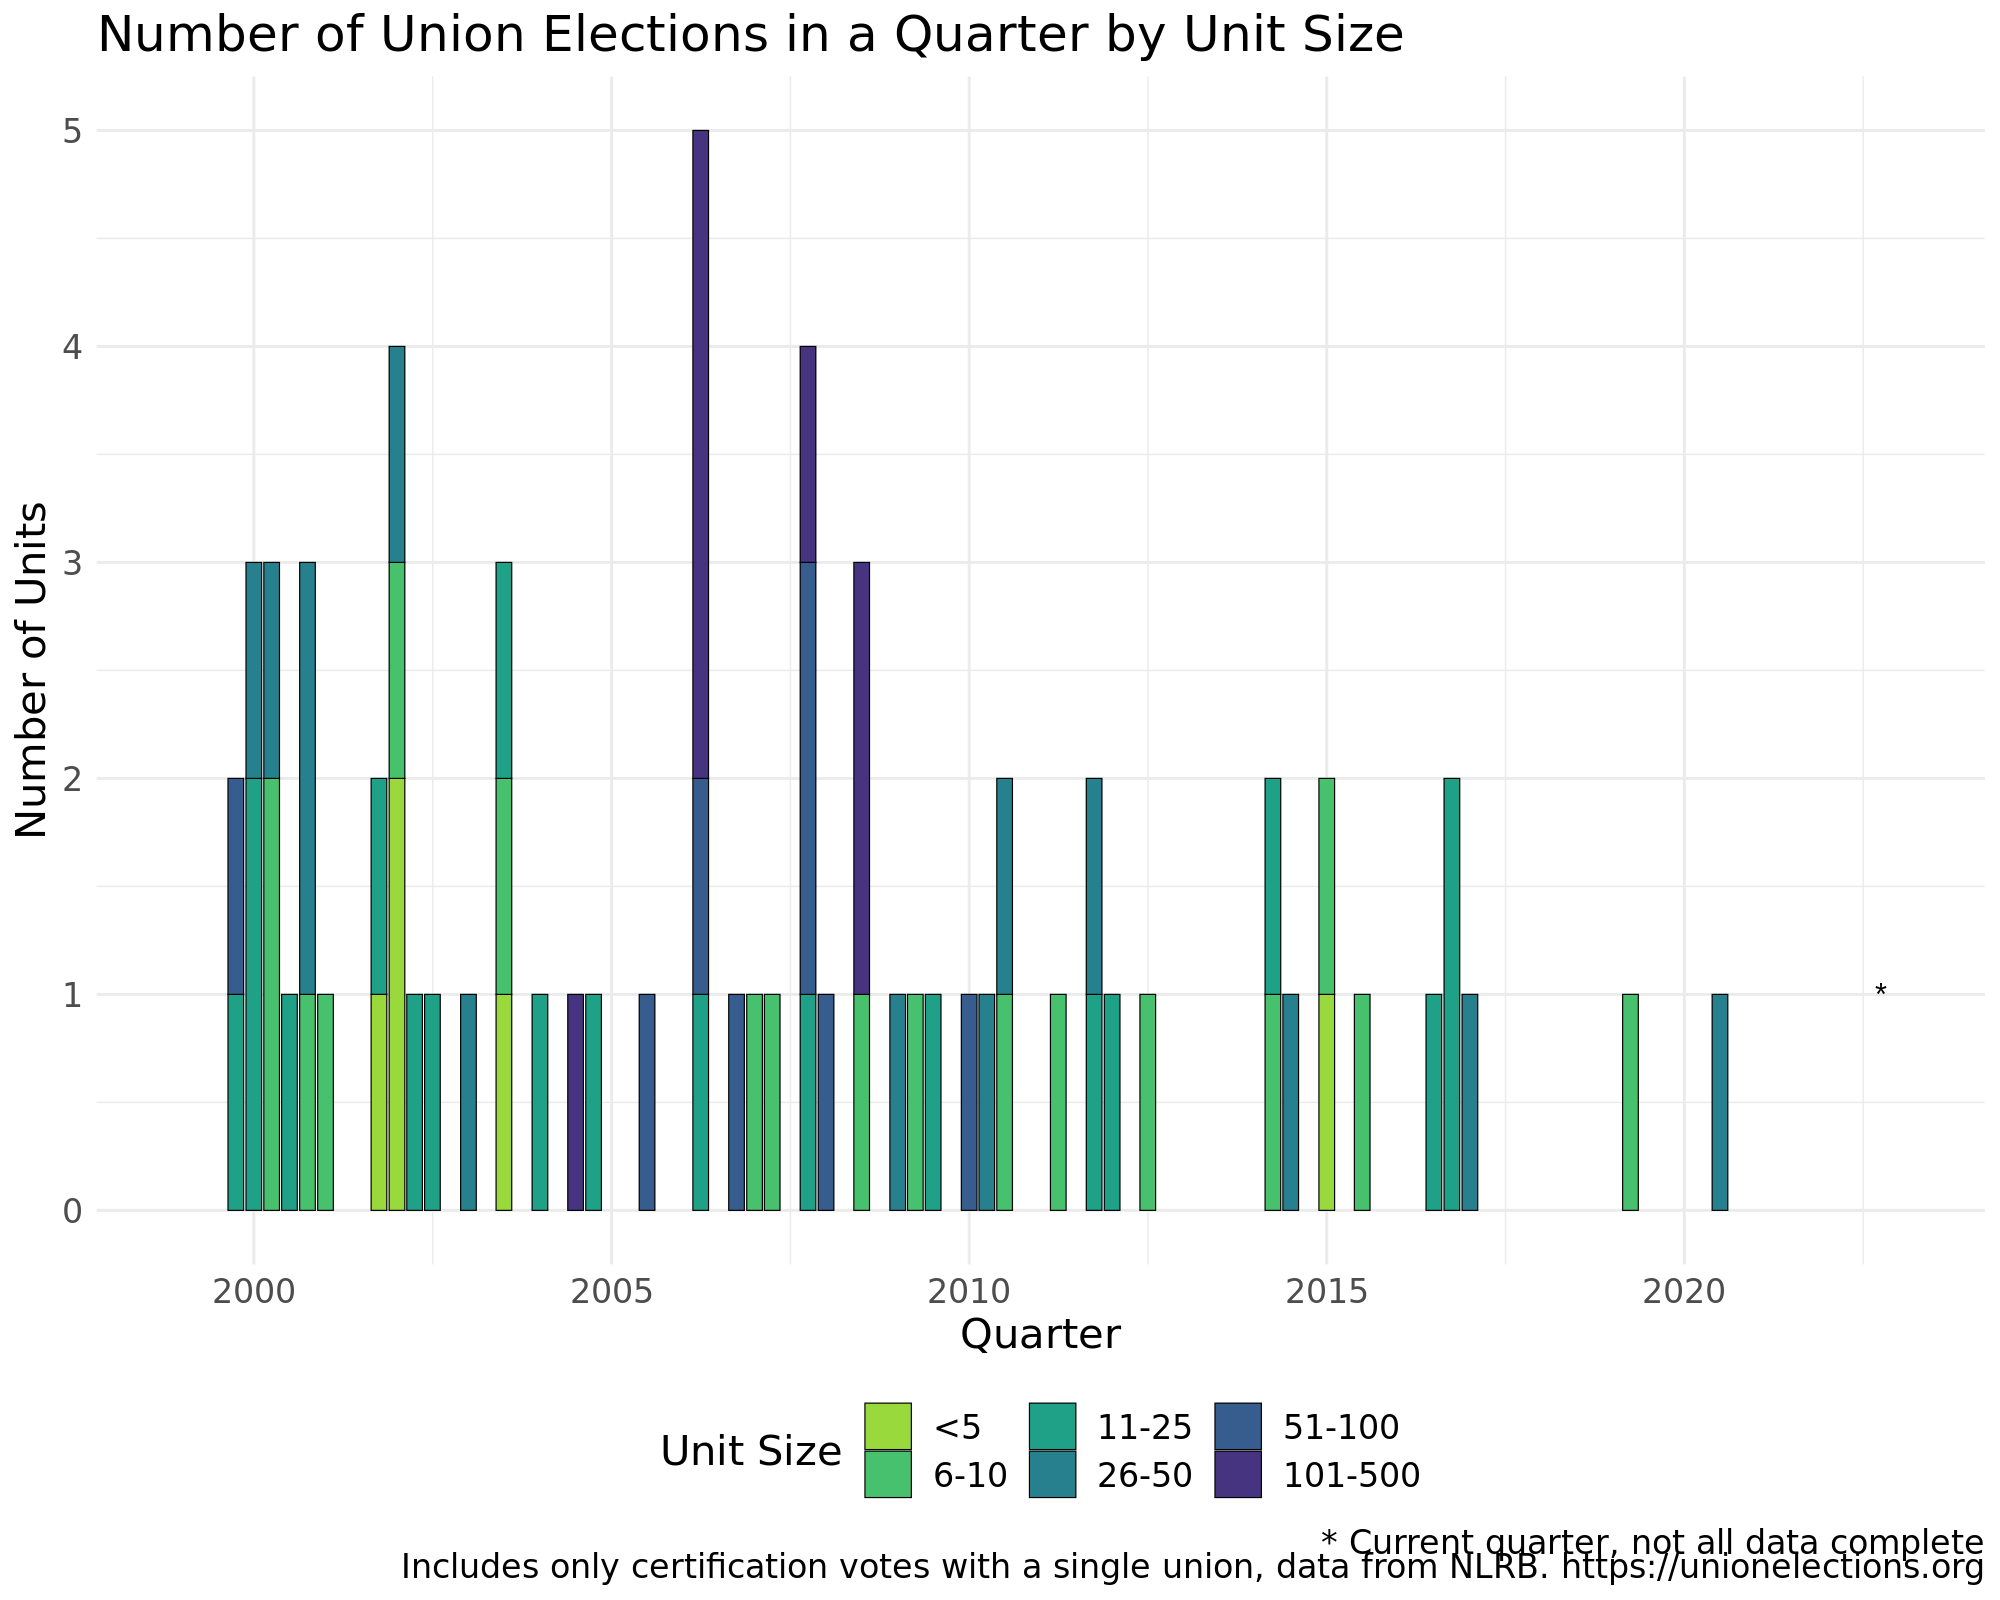 Number of Union Elections in a Quarter by Unit Size
Number of Units
5
4
3
2
1
0
*
2000 2005 2010 2015 2020
Quarter
Unit Size
<5 11-25 51-100
6-10 26-50 101-500
* Current quarter, not all data complete
Includes only certification votes with a single union, data from NLRB. https://unionelections.org